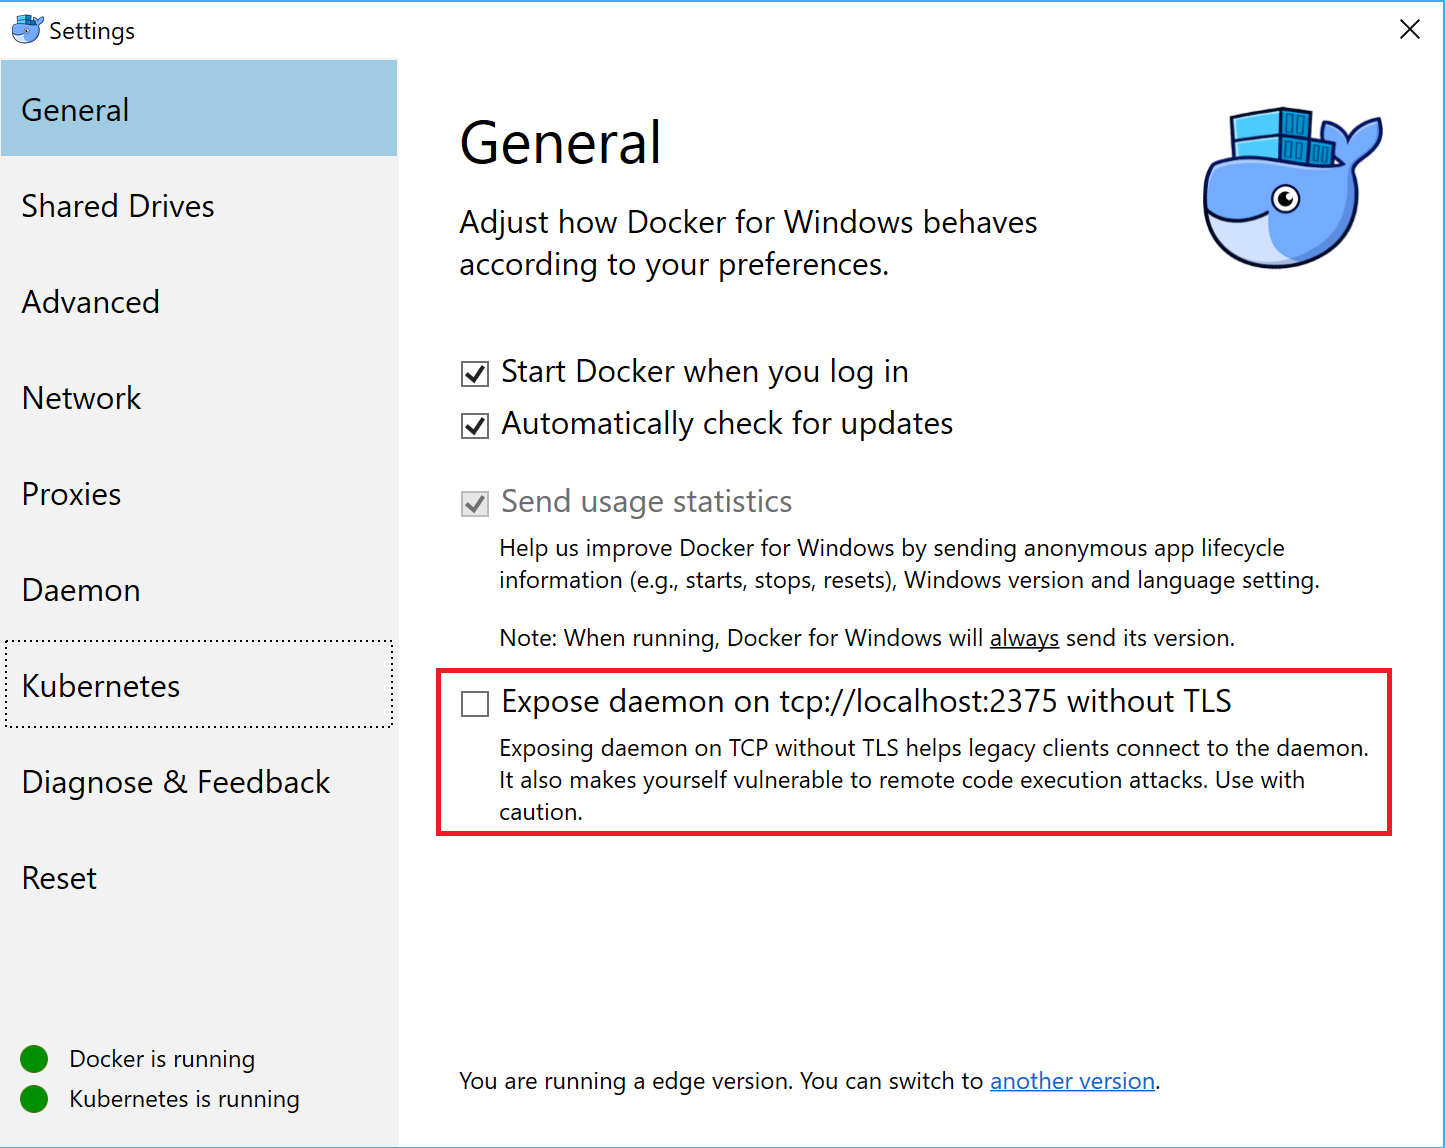 Settings
General
Shared Drives
Advanced
Network
Proxies
Daemon
Kubernetes
Diagnose & Feedback
Reset
Docker is running
Kubernetes is running
General
Adjust how Docker for Windows behaves
according to your preferences.
Start Docker when you log in
Automatically check for updates
Send usage statistics
Help us improve Docker for Windows by sending anonymous app lifecycle
information (e.g., starts, stops, resets), Windows version and language setting.
Note: When running, Docker for Windows will always send its version.
Expose daemon on tcp://localhost:2375 without TLS
Exposing daemon on TCP without TLS helps legacy clients connect to the daemon.
It also makes yourself vulnerable to remote code execution attacks. Use with
caution.
You are running a edge version. You can switch to another version.